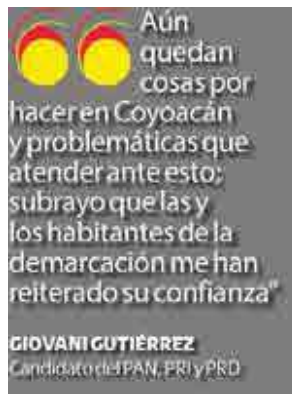 Aún
quedan
cosas por
hacer en Coyoacán
y problemáticas que
atender ante esto;
subrayo que las y
los habitantes de la
demarcación me han
reiterado su confianza"
GIOVANI GUTIÉRREZ
Candidato del PAN, PRI y PRD